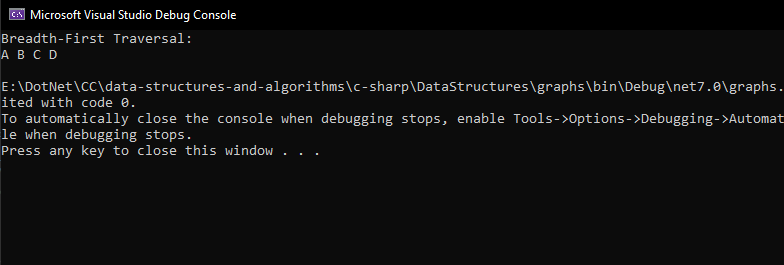 Microsoft Visual Studio Debug Console
Breadth-First Traversal:
A B C D
E:\DotNet\CC\data-structures-and-algorithms\c-sharp\DataStructures\graphs\bin\Debug\net7.0\graphs.
ited with code 0.
To automatically close the console when debugging stops, enable Tools->Options->Debugging->Automat
le when debugging stops.
Press any key to close this window . . .